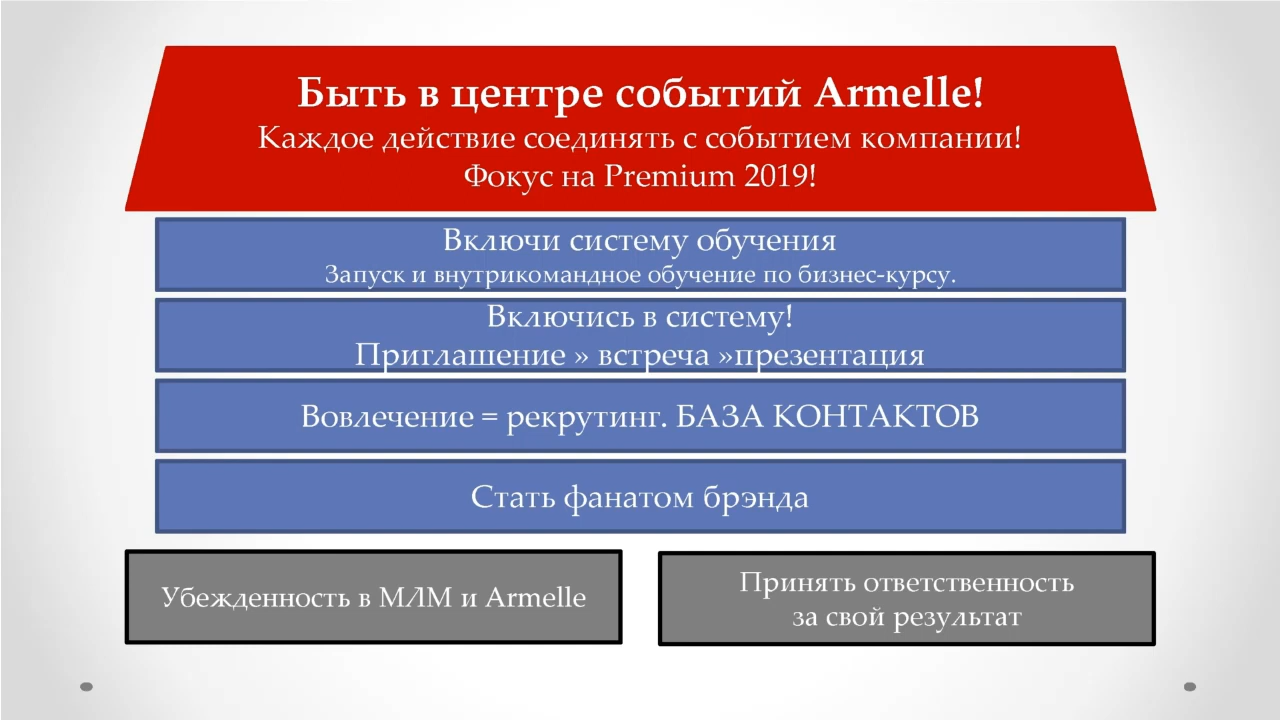 Быть в центре событий Armelle!
Каждое действие соединять с событием компании!
Фокус на Premium 2019!
Включи систему обучения
Запуск и внутрикомандное обучение по бизнес-курсу.
Включись в систему!
Приглашение » встреча »презентация
Вовлечение = рекрутинг. БАЗА КОНТАКТОВ
Стать фанатом брэнда
Убежденность в МЛМ и Armelle
Принять ответственность
за свой результат